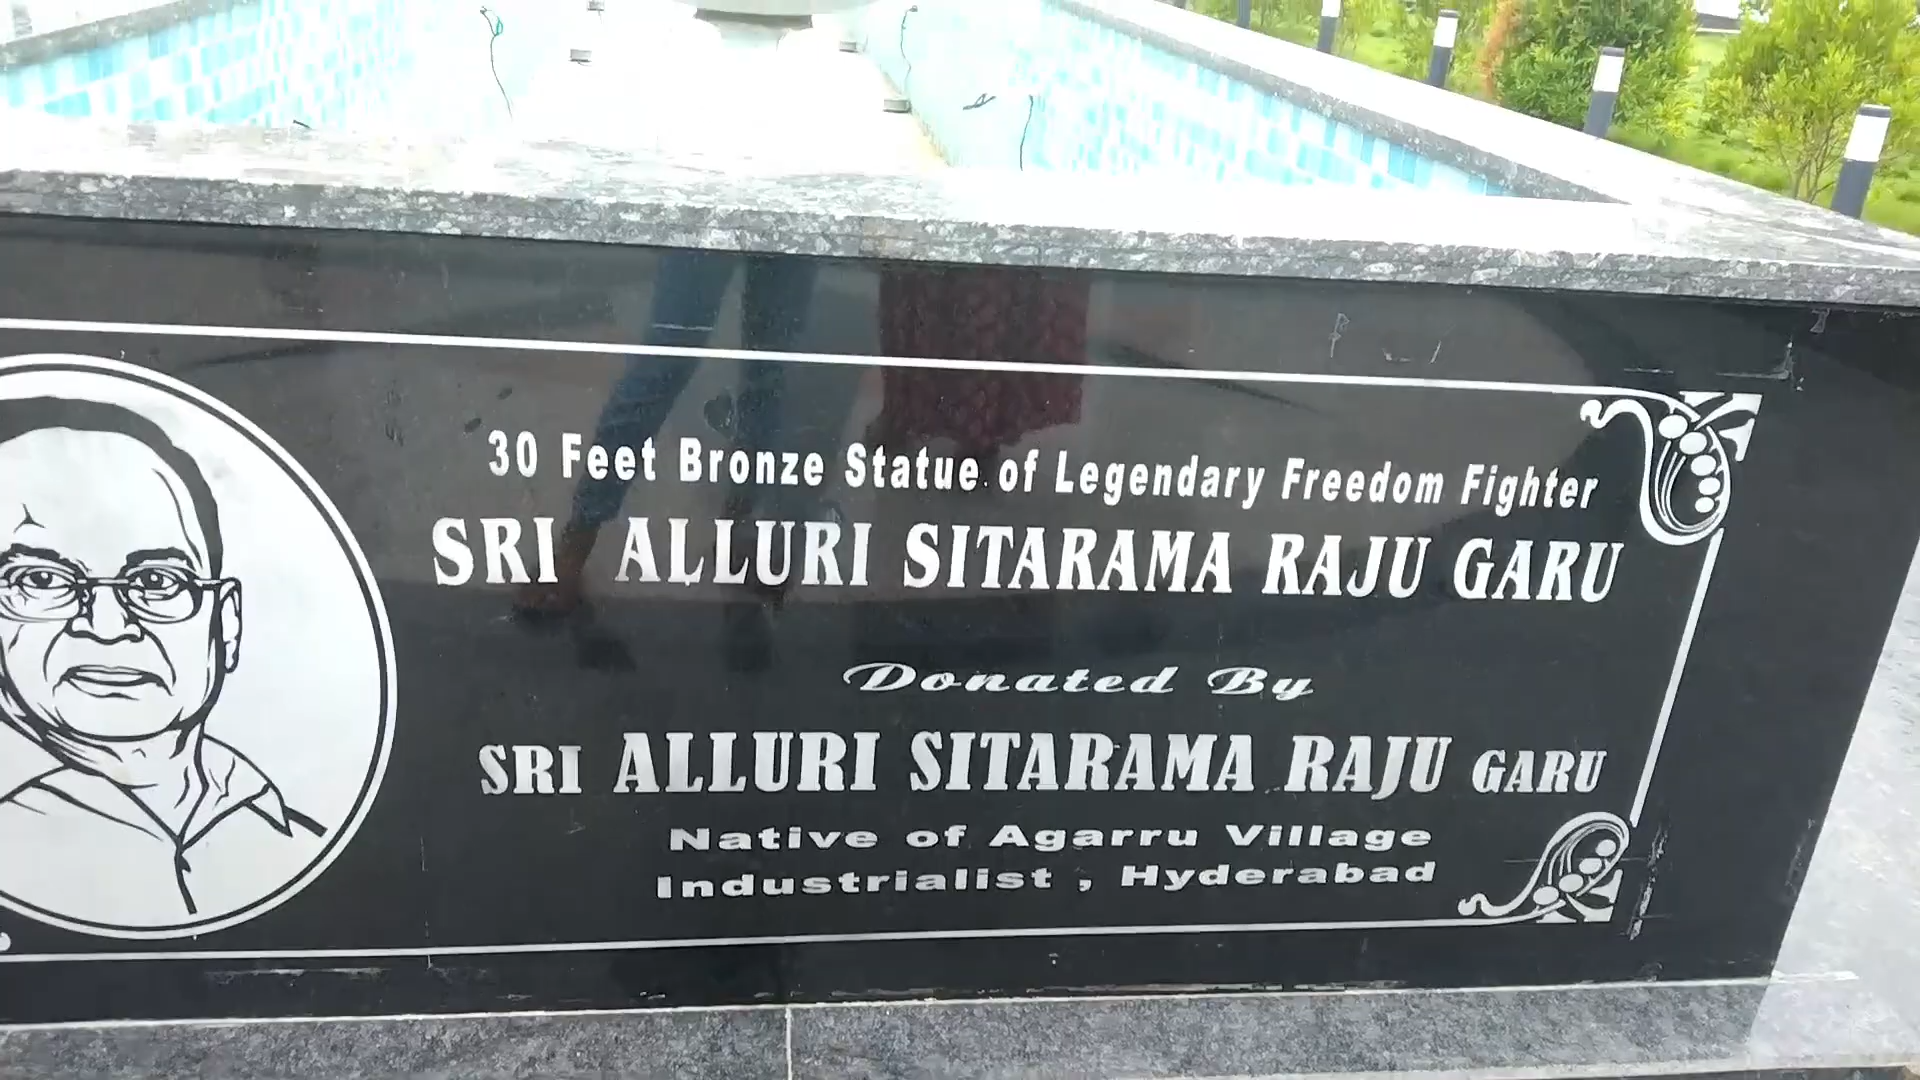 30 Feet Bronze Statue of Legendary Freedom Fighter
SRI ALLURI SITARAMA RAJU GARU
Donated By
SRI ALLURI SITARAMA RAJU GARU
Native of Agarru Village
Industrialist , Hyderabad